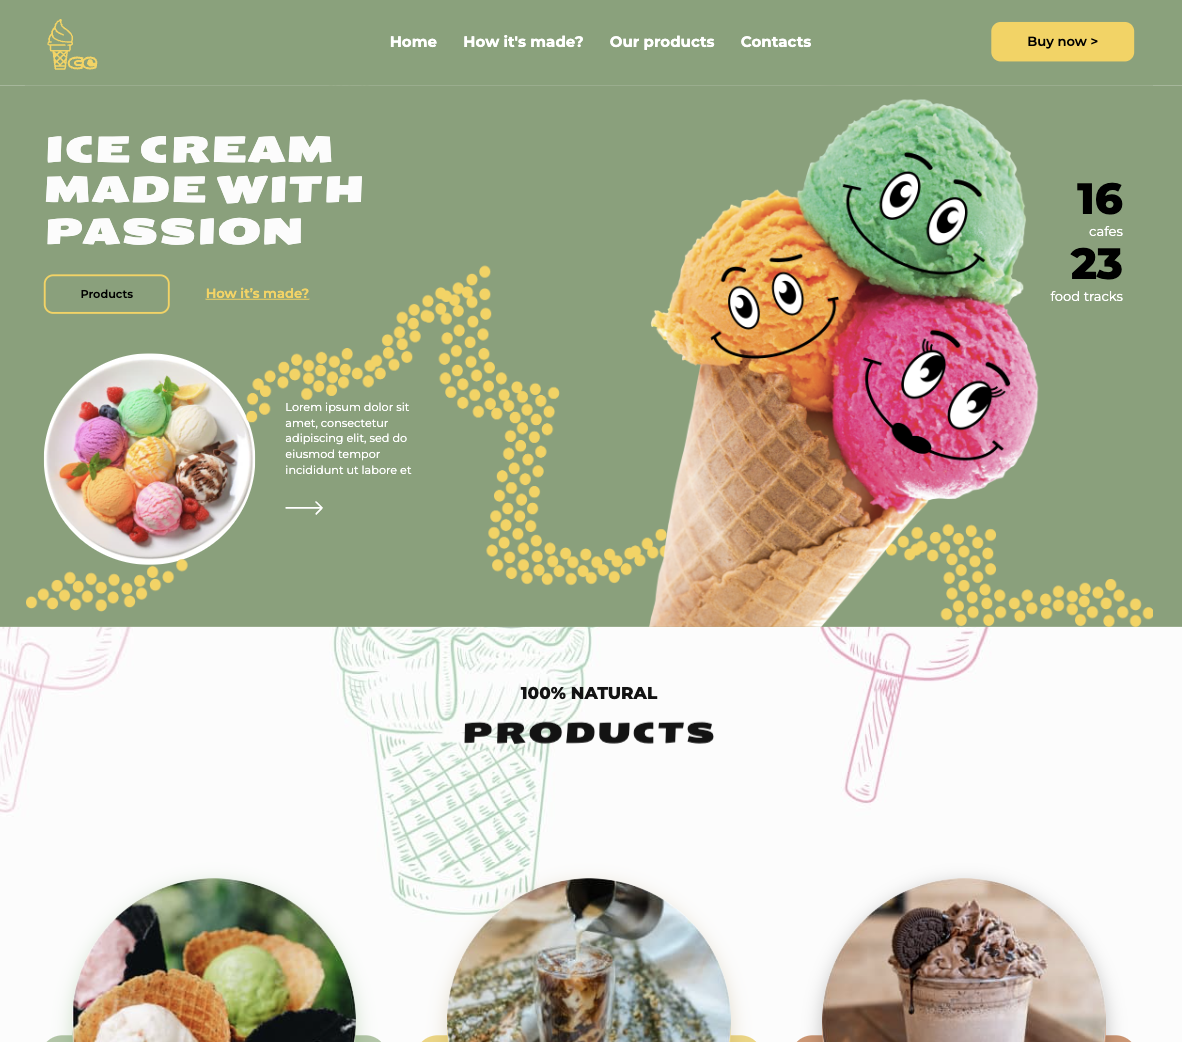 Home
How it's made?
Our products
Contacts
Buy now >
ICE CREAM
MADE WITH
PASSION
Products
How it's made?
16
cafes
23
food tracks
Lorem ipsum dolor sit
amet, consectetur
adipiscing elit, sed do
eiusmod tempor
incididunt ut labore et
100% NATURAL
PRODUCTS